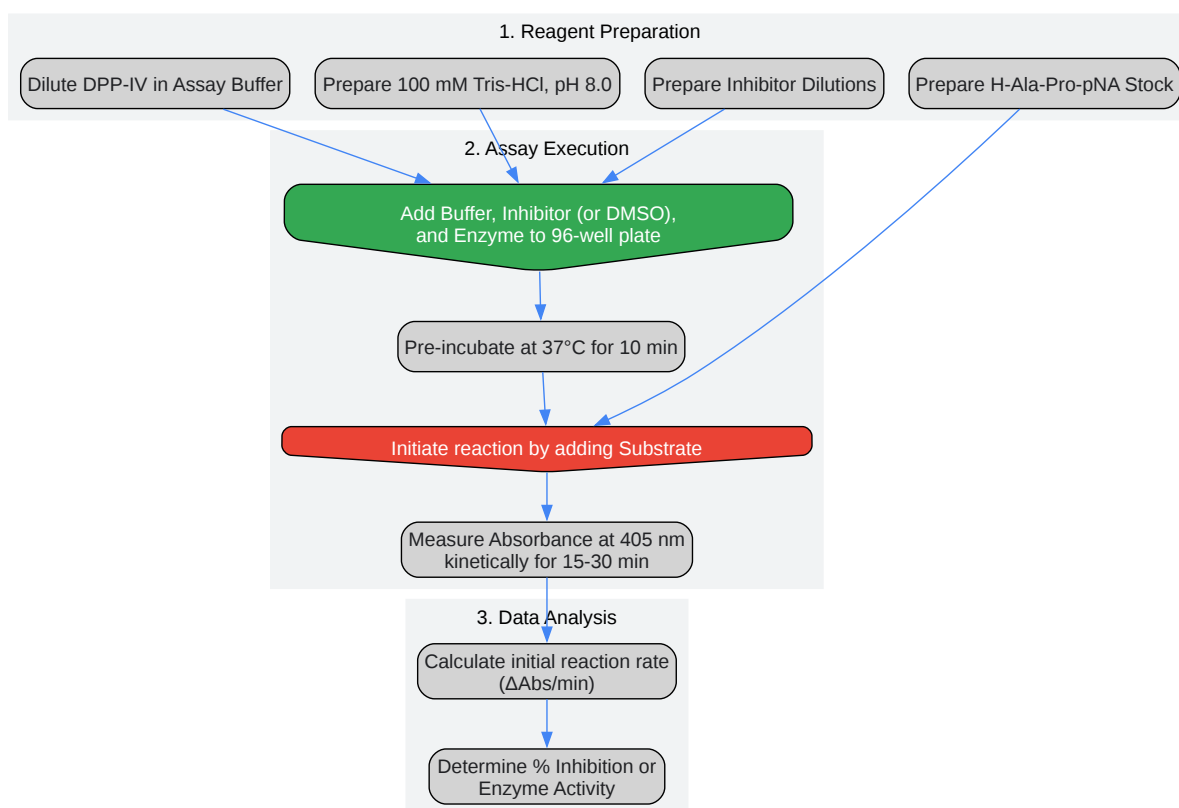 1. Reagent Preparation
Dilute DPP-IV in Assay Buffer
Prepare 100 mM Tris-HCl, pH 8.0
Prepare Inhibitor Dilutions
Prepare H-Ala-Pro-pNA Stock
2. Assay Execution
Add Buffer, Inhibitor (or DMSO),
and Enzyme to 96-well plate
Pre-incubate at 37°C for 10 min
Initiate reaction by adding Substrate
Measure Absorbance at 405 nm
kinetically for 15-30 min
3. Data Analysis
Calculate initial reaction rate
(ΔAbs/min)
Determine % Inhibition or
Enzyme Activity